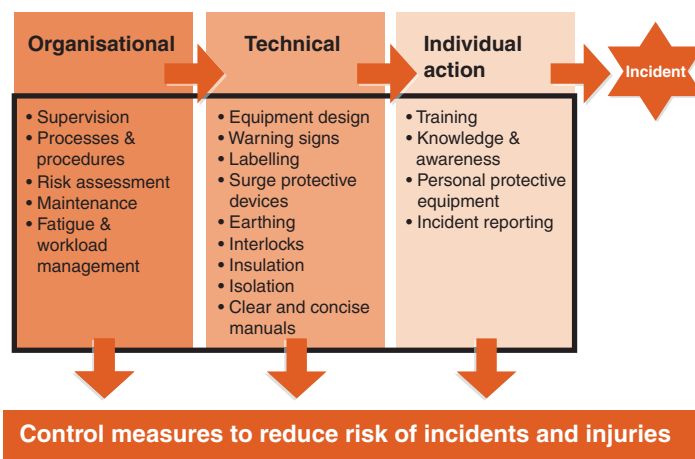 Organisational
Technical
Individual
action
Incident
• Supervision
• Processes &
procedures
• Risk assessment
• Maintenance
• Fatigue &
workload
management
• Equipment design
• Warning signs
• Labelling
• Surge protective
devices
• Earthing
• Interlocks
• Insulation
• Isolation
• Clear and concise
manuals
• Training
• Knowledge &
awareness
• Personal protective
equipment
• Incident reporting
Control measures to reduce risk of incidents and injuries